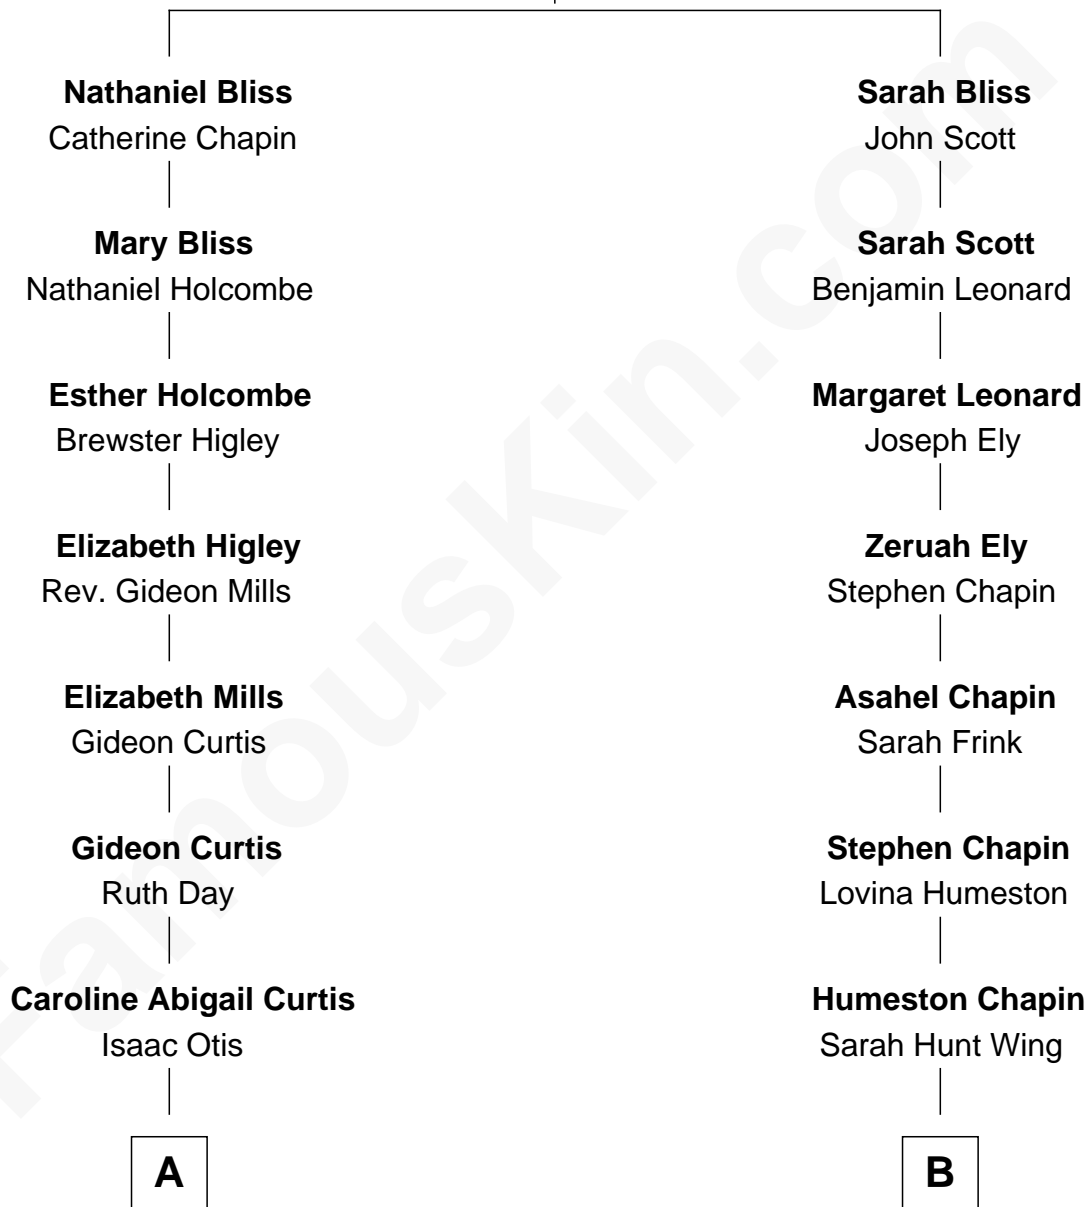 Nathaniel Bliss
Catherine Chapin
Mary Bliss
Nathaniel Holcombe
Esther Holcombe
Brewster Higley
Elizabeth Higley
Rev. Gideon Mills
Elizabeth Mills
Gideon Curtis
Gideon Curtis
Ruth Day
Caroline Abigail Curtis
Isaac Otis
A
Sarah Bliss
John Scott
Sarah Scott
Benjamin Leonard
Margaret Leonard
Joseph Ely
Zeruah Ely
Stephen Chapin
Asahel Chapin
Sarah Frink
Stephen Chapin
Lovina Humeston
Humeston Chapin
Sarah Hunt Wing
B
FamousKin.com